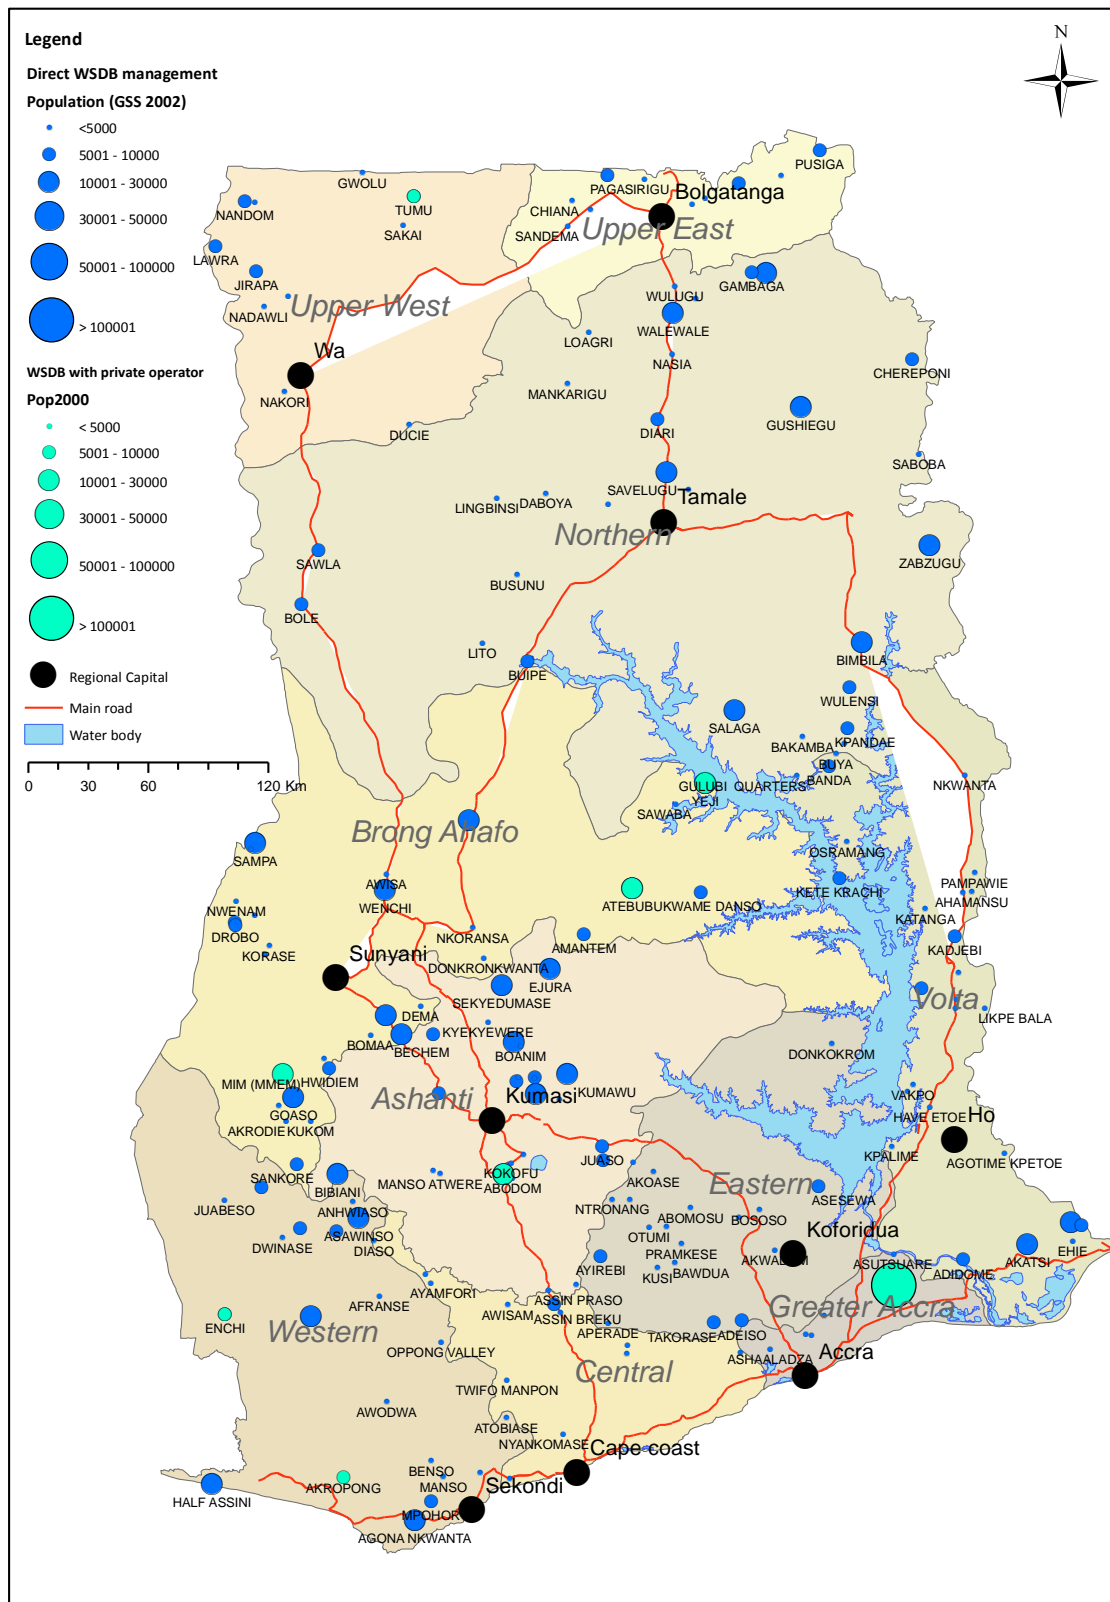 Legend
N
Direct WSDB management
Population (GSS 2002)
<5000
5001 - 10000
10001 - 30000
30001 - 50000
50001 - 100000
> 100001
WSDB with private operator
Pop2000
< 5000
5001 - 10000
10001 - 30000
30001 - 50000
50001 - 100000
> 100001
Regional Capital
Main road
Water body
0 30 60 120 Km
PUSIGA
GWOLU
PAGASIRIGU
Bolgatanga
NANDOM
TUMU
CHIANA
SAKAI
SANDEMA
Upper East
LAWRA
JIRAPA
GAMBAGA
WULUGU
NADAWLI
Upper West
WALEWALE
LOAGRI
Wa
NASIA
CHEREPONI
MANKARIGU
NAKORI
GUSHIEGU
DUCIE
DIARI
SABOBA
SAVELUGU
Tamale
LINGBINSI
DABOYA
Northern
SAWLA
ZABZUGU
BUSUNU
BOLE
LITO
BUIPE
BIMBILA
WULENSI
SALAGA
BAKAMBA
KPANDAE
BUYA
BANDA
GULUBI QUARTERS
NKWANTA
YEJI
SAWABA
Brong Ahafo
SAMPA
OSRAMANG
PAMPAWIE
AWISA
KETE KRACHI
AHAMANSU
WENCHI
ATEBUBU
KWAME DANSO
NWENAM
KATANGA
DROBO
NKORANSA
AMANTEM
KADJEBI
KORASE
Sunyani
DONKRONKWANTA
EJURA
SEKYEDUMASE
Volta
LIKPE BALA
DEMA
KYEKYEWERE
BOMAA
BECHEM
BOANIM
DONKOKROM
MIM (MMEM)
HWIDIEM
Ashanti
Kumasi
KUMAWU
VAKPO
GOASO
HAVE ETOE
Ho
AKRODIE
KUKOM
KPALIME
AGOTIME KPETOE
JUASO
SANKORE
MANSO ATWERE
KOKOFU
ABODOM
AKOASE
Eastern
BIBIANI
ASESEWA
JUABESO
ANHWIASO
NTRONANG
ABOMOSU
BOSOSO
ASAWINSO
OTUMI
Koforidua
DWINASE
DIASO
PRAMKESE
EHIE
AYIREBI
BAWDUA
KUSI
ASUTSUARE
AKATSI
ADIDOME
AYAMFORI
AFRANSE
ASSIN PRASO
Greater Accra
ENCHI
AWISAM
ASSIN BREKU
Western
APERADE
TAKORASE
ADEISO
OPPONG VALLEY
ASHAALADZA
Accra
Central
TWIFO MANPON
AWODWA
ATOBIASE
NYANKOMASE
Cape coast
BENSO
AKROPONG
MANSO
Sekondi
HALF ASSINI
AGONA NKWANTA